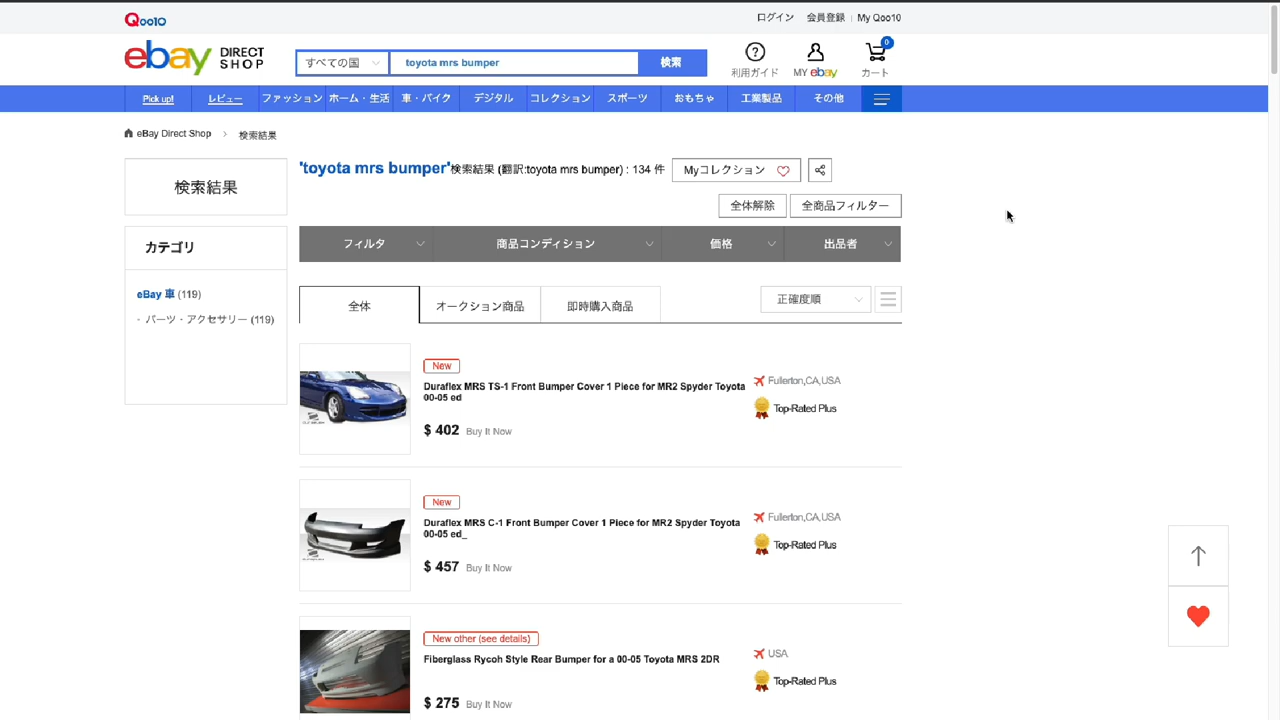 Qoo10
ログイン 会員登録 My Qoo10
ebay DIRECT SHOP
すべての国 toyota mrs bumper 検索
利用ガイド MY ebay 0 カート
Pick up! レビュー ファッション ホーム・生活 車・バイク デジタル コレクション スポーツ おもちゃ 工業製品 その他
eBay Direct Shop > 検索結果
検索結果
'toyota mrs bumper'検索結果 (翻訳:toyota mrs bumper) : 134 件 Myコレクション
全体解除 全商品フィルター
カテゴリ
eBay 車 (119)
· パーツ・アクセサリー (119)
フィルタ 商品コンディション 価格 出品者
全体 オークション商品 即時購入商品 正確度順
New
Duraflex MRS TS-1 Front Bumper Cover 1 Piece for MR2 Spyder Toyota
00-05 ed
$ 402 Buy It Now
Fullerton,CA,USA
Top-Rated Plus
New
Duraflex MRS C-1 Front Bumper Cover 1 Piece for MR2 Spyder Toyota
00-05 ed_
$ 457 Buy It Now
Fullerton,CA,USA
Top-Rated Plus
New other (see details)
Fiberglass Rycoh Style Rear Bumper for a 00-05 Toyota MRS 2DR
$ 275 Buy It Now
USA
Top-Rated Plus